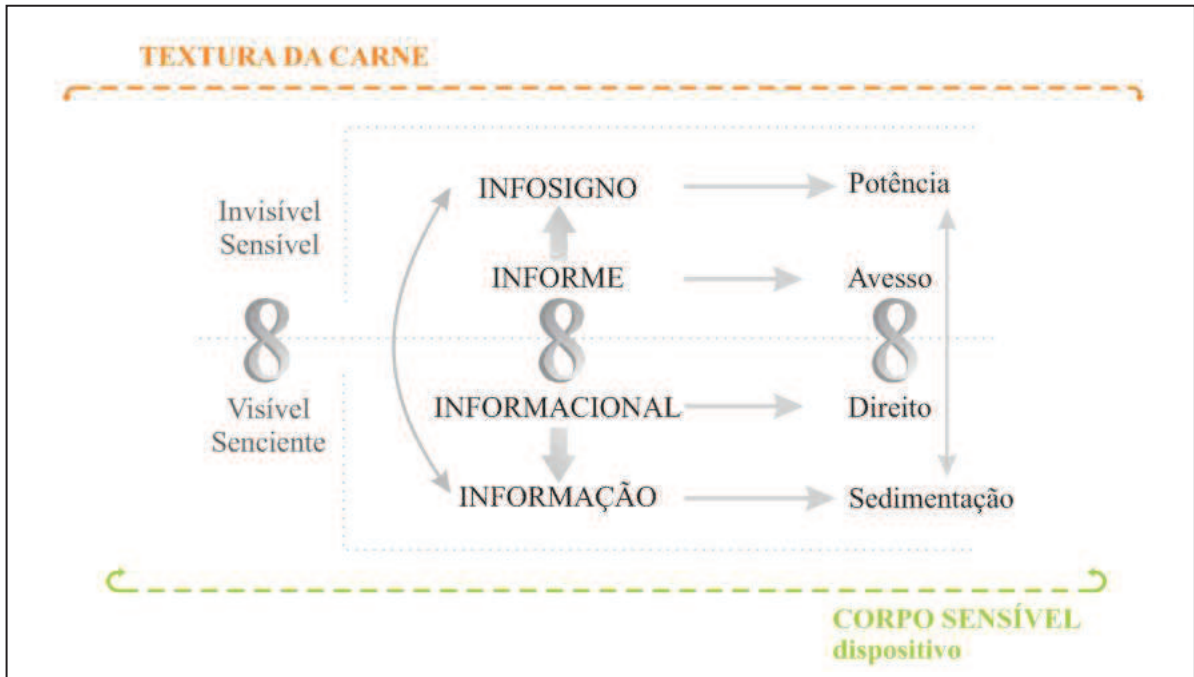 TEXTURA DA CARNE
Invisível
Sensível
INFOSIGNO
Potência
INFORME
Avesso
8
8
8
Visível
Senciente
INFORMACIONAL
Direito
INFORMAÇÃO
Sedimentação
CORPO SENSÍVEL
dispositivo